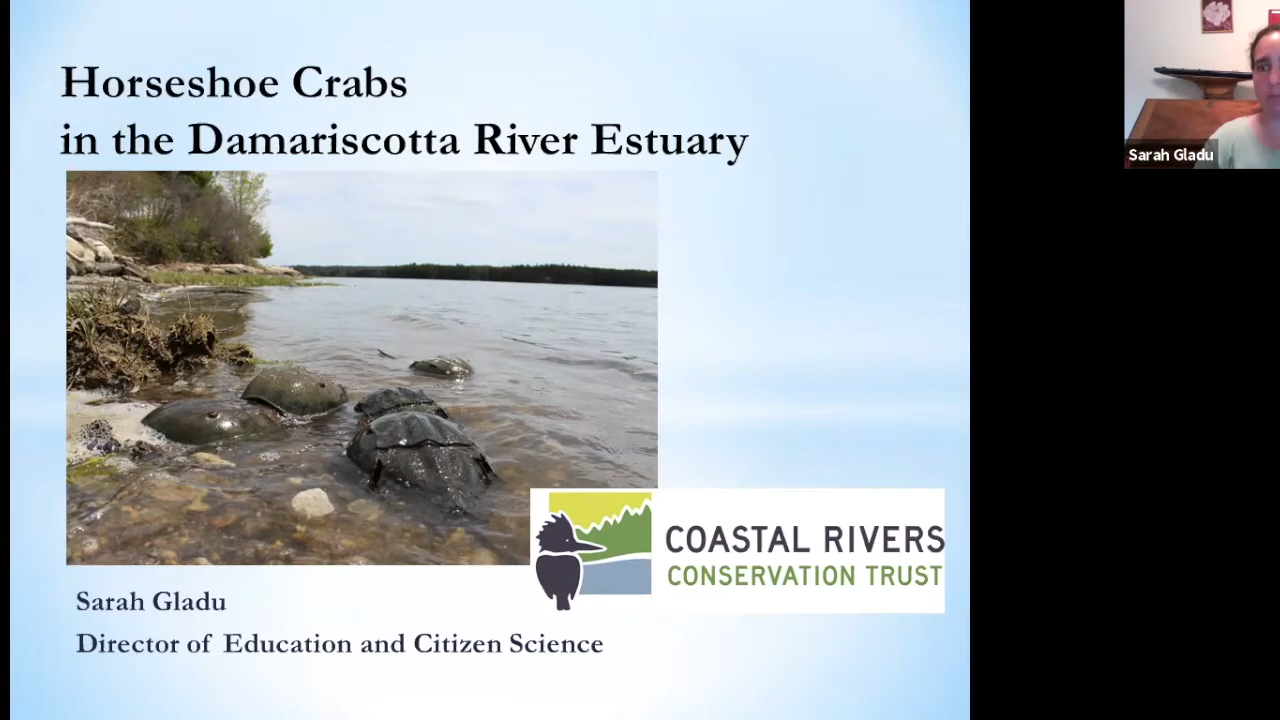 Horseshoe Crabs
in the Damariscotta River Estuary
COASTAL RIVERS
CONSERVATION TRUST
Sarah Gladu
Director of Education and Citizen Science
Sarah Gladu